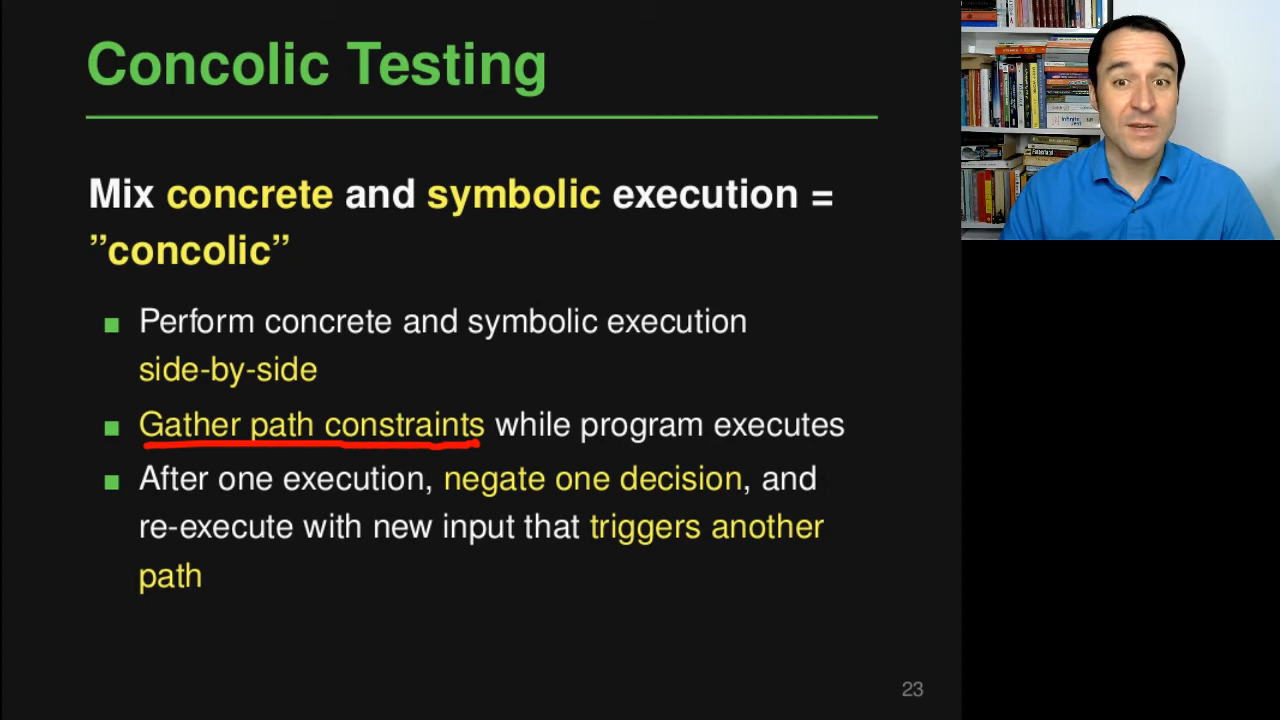 Concolic Testing
Mix concrete and symbolic execution =
”concolic”
Perform concrete and symbolic execution
side-by-side
Gather path constraints while program executes
After one execution, negate one decision, and
re-execute with new input that triggers another
path
23
Infinite
Jest